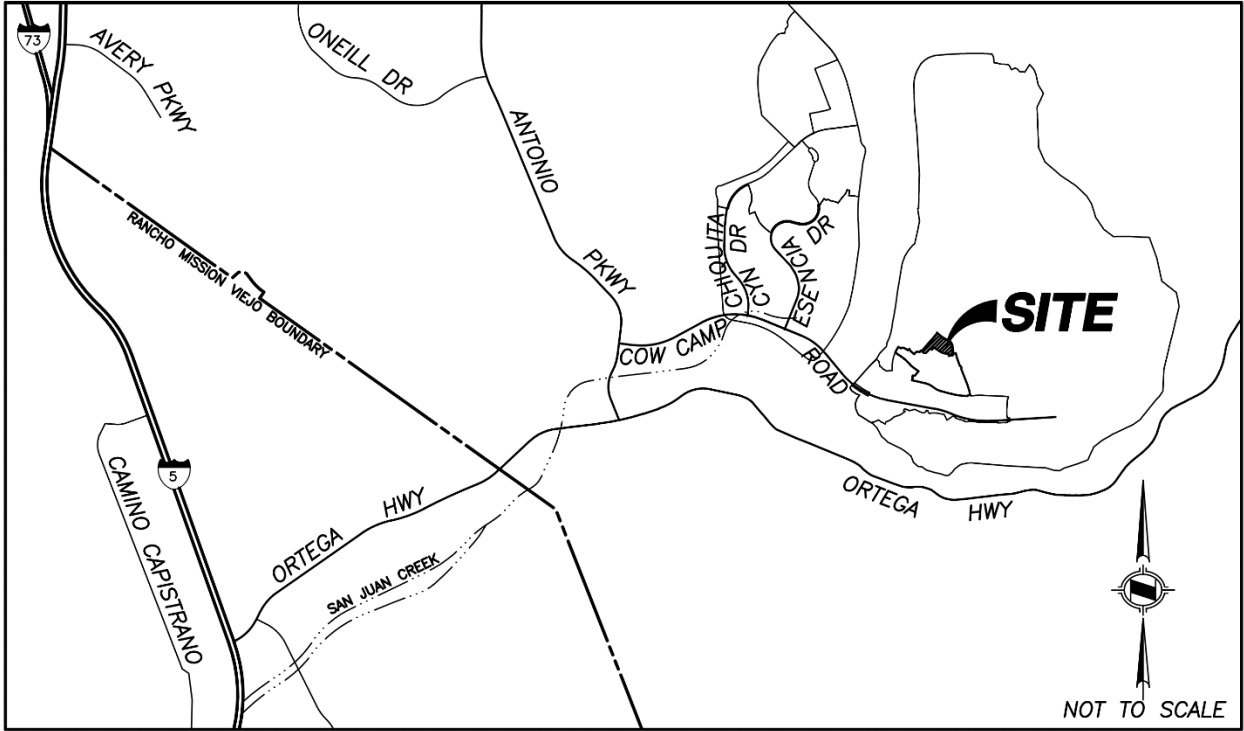 73
AVERY PKWY
ONEILL DR
ANTONIO
PKWY
CHIQUITA
CYN DR
ESENCIA DR
SITE
COW CAMP
ROAD
RANCHO MISSION VIEJO BOUNDARY
5
CAMINO CAPISTRANO
ORTEGA HWY
SAN JUAN CREEK
ORTEGA HWY
NOT TO SCALE